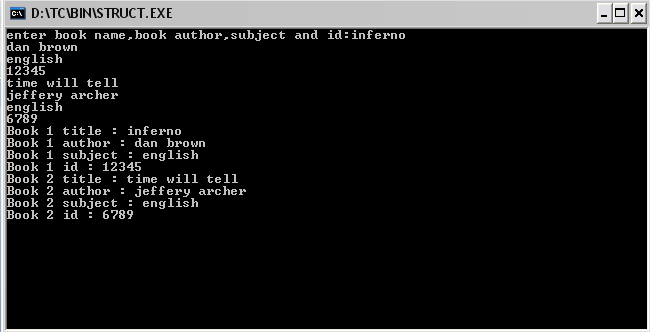 D:\TC\BIN\STRUCT.EXE
enter book name,book author,subject and id:inferno
dan brown
english
12345
time will tell
jeffery archer
english
6789
Book 1 title : inferno
Book 1 author : dan brown
Book 1 subject : english
Book 1 id : 12345
Book 2 title : time will tell
Book 2 author : jeffery archer
Book 2 subject : english
Book 2 id : 6789